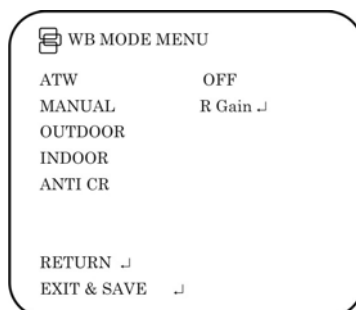 WB MODE MENU
ATW OFF
MANUAL R Gain ↵
OUTDOOR
INDOOR
ANTI CR
RETURN ↵
EXIT & SAVE ↵